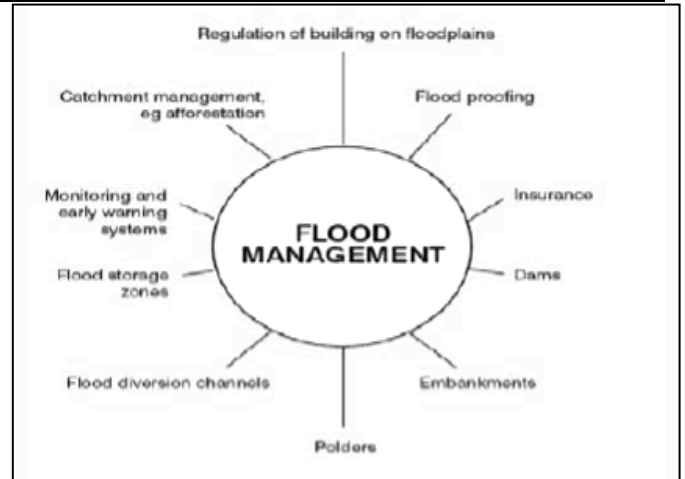 Regulation of building on floodplains
Catchment management,
eg afforestation
Flood proofing
Monitoring and
early warning
systems
Insurance
FLOOD
MANAGEMENT
Flood storage
zones
Dams
Flood diversion channels
Embankments
Polders